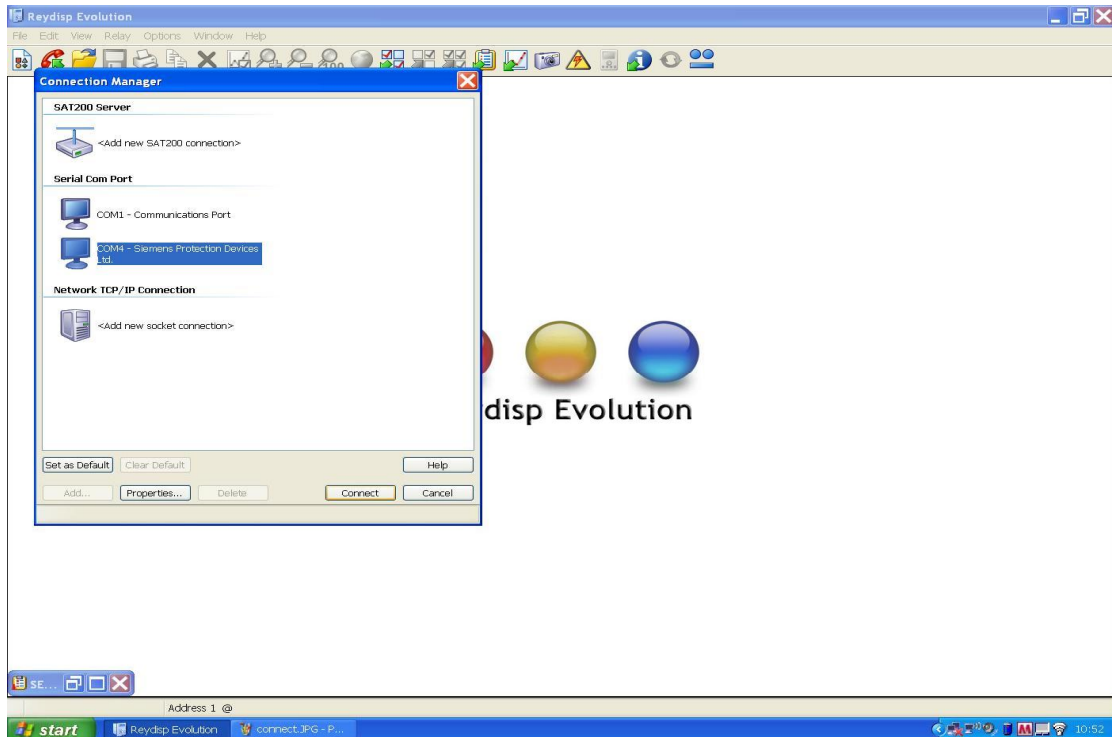 Reydisp Evolution
File Edit View Relay Options Window Help
Connection Manager
SAT200 Server
<Add new SAT200 connection>
Serial Com Port
COM1 - Communications Port
COM4 - Siemens Protection Devices
Ltd.
Network TCP/IP Connection
<Add new socket connection>
disp Evolution
Set as Default Clear Default Help
Add... Properties... Delete Connect Cancel
SE...
Address 1 @
start Reydisp Evolution connect.JPG - P... 10:52